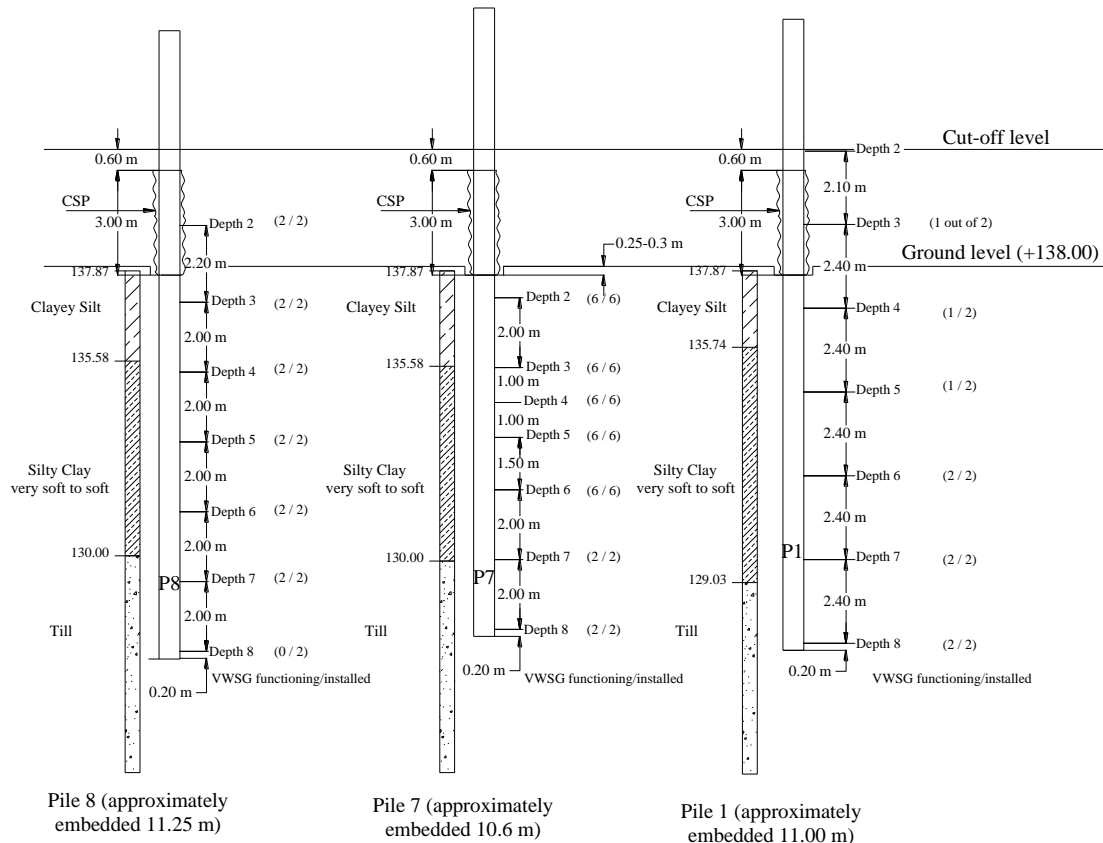 Cut-off level
Ground level (+138.00)
0.60 m
CSP
3.00 m
137.87
Clayey Silt
135.58
Silty Clay
very soft to soft
130.00
Till
P8
Depth 2 (2 / 2)
2.20 m
Depth 3 (2 / 2)
2.00 m
Depth 4 (2 / 2)
2.00 m
Depth 5 (2 / 2)
2.00 m
Depth 6 (2 / 2)
2.00 m
Depth 7 (2 / 2)
2.00 m
Depth 8 (0 / 2)
0.20 m
VWSG functioning/installed
Pile 8 (approximately
embedded 11.25 m)
0.60 m
CSP
3.00 m
0.25-0.3 m
137.87
Clayey Silt
135.58
Silty Clay
very soft to soft
130.00
Till
P7
Depth 2 (6 / 6)
2.00 m
Depth 3 (6 / 6)
1.00 m
Depth 4 (6 / 6)
1.00 m
Depth 5 (6 / 6)
1.50 m
Depth 6 (6 / 6)
2.00 m
Depth 7 (2 / 2)
2.00 m
Depth 8 (2 / 2)
0.20 m
VWSG functioning/installed
Pile 7 (approximately
embedded 10.6 m)
0.60 m
CSP
3.00 m
137.87
Clayey Silt
135.74
Silty Clay
very soft to soft
129.03
Till
P1
Depth 2
2.10 m
Depth 3 (1 out of 2)
2.40 m
Depth 4 (1 / 2)
2.40 m
Depth 5 (1 / 2)
2.40 m
Depth 6 (2 / 2)
2.40 m
Depth 7 (2 / 2)
2.40 m
Depth 8 (2 / 2)
0.20 m
VWSG functioning/installed
Pile 1 (approximately
embedded 11.00 m)